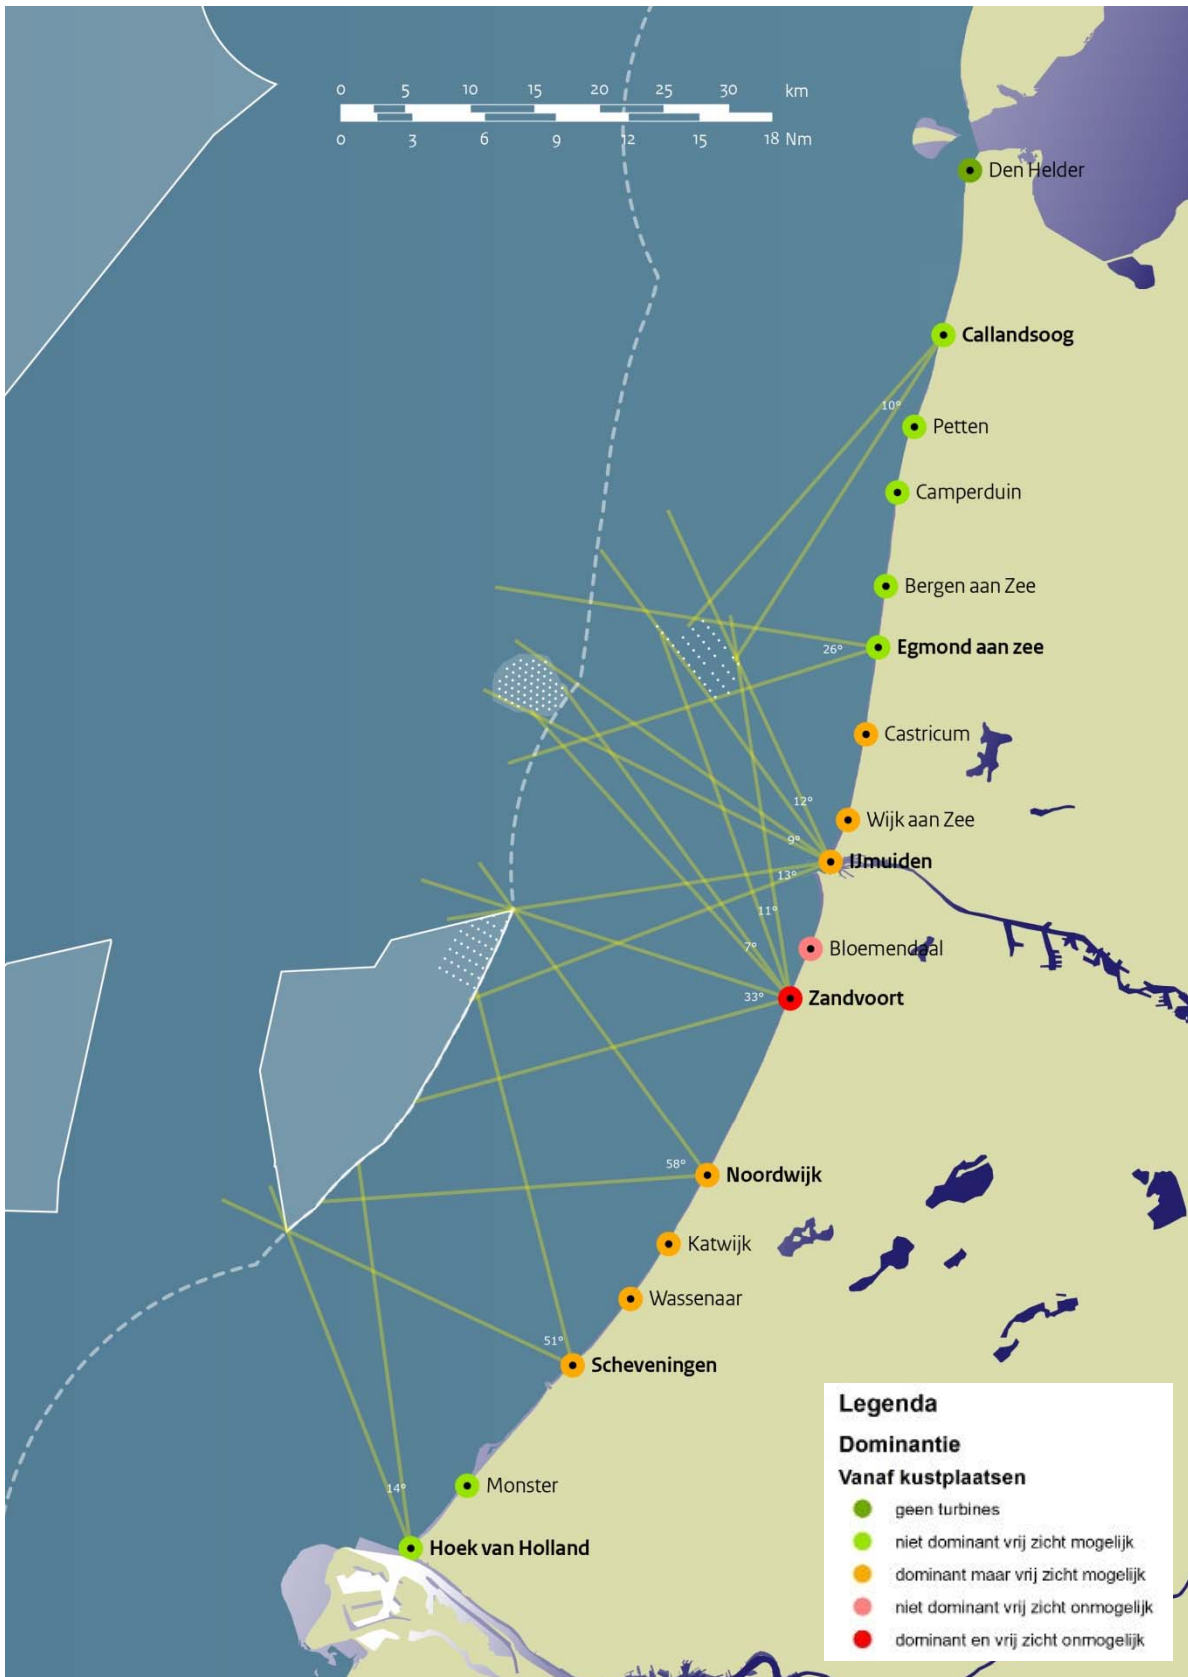 0 5 10 15 20 25 30 km
0 3 6 9 12 15 18 Nm
Den Helder
Callandsoog
10°
Petten
Camperduin
Bergen aan Zee
26°
Egmond aan zee
Castricum
12°
Wijk aan Zee
9°
IJmuiden
13°
11°
7°
Bloemendaal
33°
Zandvoort
58°
Noordwijk
Katwijk
Wassenaar
51°
Scheveningen
14°
Monster
Hoek van Holland
Legenda
Dominantie
Vanaf kustplaatsen
geen turbines
niet dominant vrij zicht mogelijk
dominant maar vrij zicht mogelijk
niet dominant vrij zicht onmogelijk
dominant en vrij zicht onmogelijk